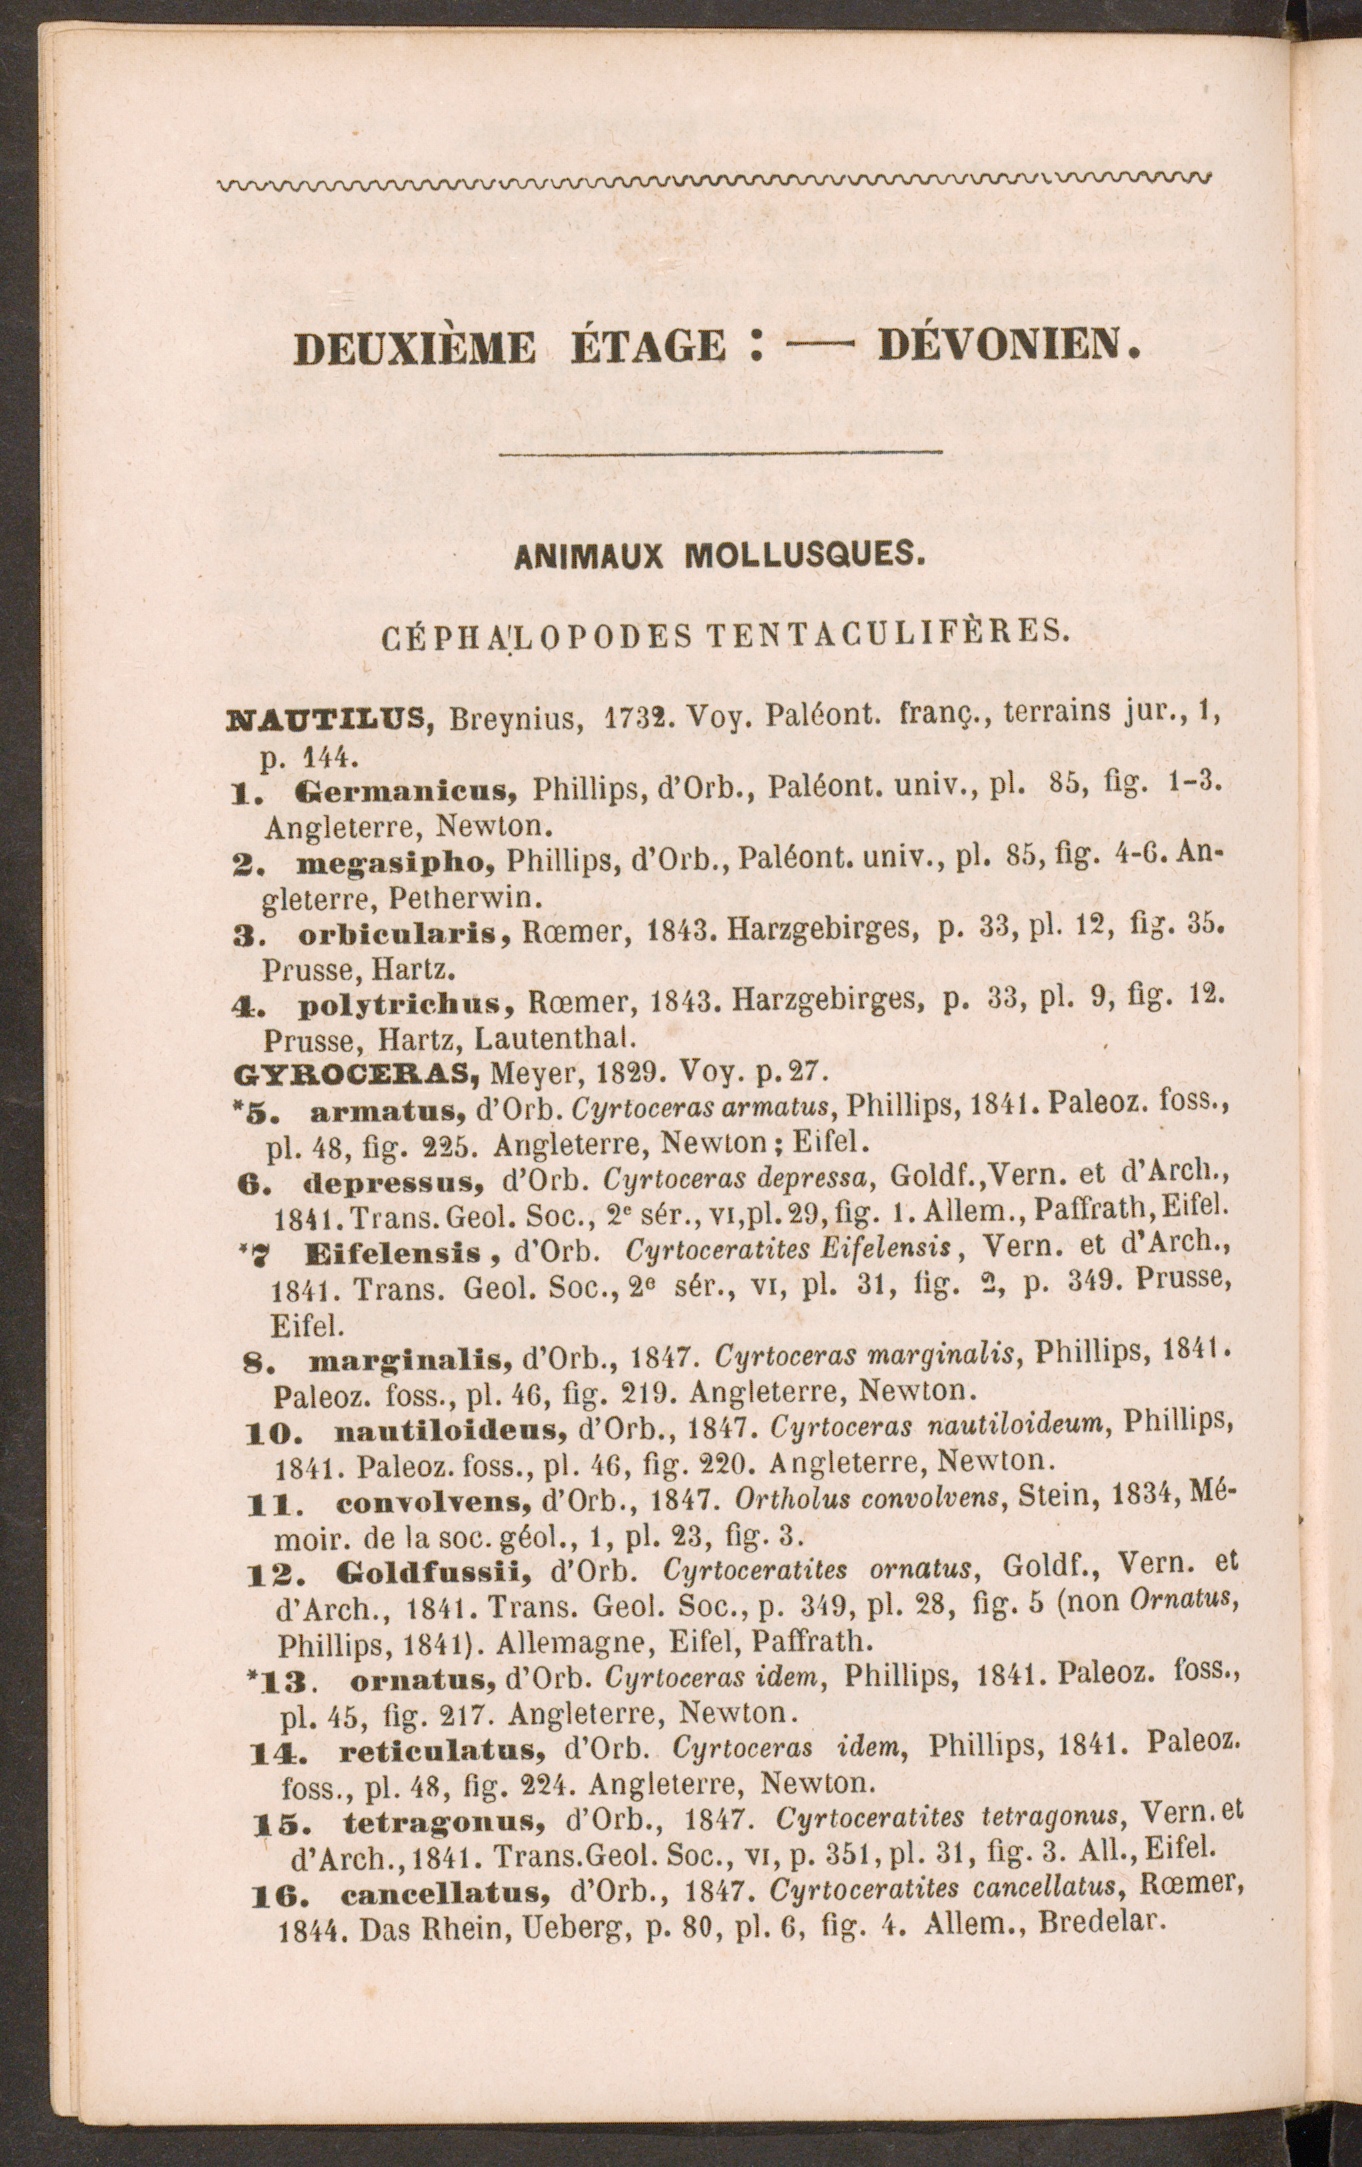 DEUXIÈME ÉTAGE : — DÉVONIEN.
ANIMAUX MOLLUSQUES.
CÉPHALOPODES TENTACULIFÈRES.
NAUTILUS, Breynius, 1732. Voy. Paléont. franç., terrains jur., 1,
p. 144.
1. Germanicus, Phillips, d'Orb., Paléont. univ., pl. 85, fig. 1-3.
Angleterre, Newton.
2. megasipho, Phillips, d'Orb., Paléont. univ., pl. 85, fig. 4-6. An-
gleterre, Petherwin.
3. orbicularis, Rœmer, 1843. Harzgebirges, p. 33, pl. 12, fig. 35.
Prusse, Hartz.
4. polytrichus, Rœmer, 1843. Harzgebirges, p. 33, pl. 9, fig. 12.
Prusse, Hartz, Lautenthal.
GYROCERAS, Meyer, 1829. Voy. p. 27.
*5. armatus, d'Orb. Cyrtoceras armatus, Phillips, 1841. Paleoz. foss.,
pl. 48, fig. 225. Angleterre, Newton ; Eifel.
6. depressus, d'Orb. Cyrtoceras depressa, Goldf., Vern. et d'Arch.,
1841. Trans. Geol. Soc., 2e sér., VI, pl. 29, fig. 1. Allem., Paffrath, Eifel.
*7 Eifelensis, d'Orb. Cyrtoceratites Eifelensis, Vern. et d'Arch.,
1841. Trans. Geol. Soc., 2e sér., VI, pl. 31, fig. 2, p. 349. Prusse,
Eifel.
8. marginalis, d'Orb., 1847. Cyrtoceras marginalis, Phillips, 1841.
Paleoz. foss., pl. 46, fig. 219. Angleterre, Newton.
10. nautiloideus, d'Orb., 1847. Cyrtoceras nautiloideum, Phillips,
1841. Paleoz. foss., pl. 46, fig. 220. Angleterre, Newton.
11. convolvens, d'Orb., 1847. Ortholus convolvens, Stein, 1834, Mé-
moir. de la soc. géol., 1, pl. 23, fig. 3.
12. Goldfussii, d'Orb. Cyrtoceratites ornatus, Goldf., Vern. et
d'Arch., 1841. Trans. Geol. Soc., p. 349, pl. 28, fig. 5 (non Ornatus,
Phillips, 1841). Allemagne, Eifel, Paffrath.
*13. ornatus, d'Orb. Cyrtoceras idem, Phillips, 1841. Paleoz. foss.,
pl. 45, fig. 217. Angleterre, Newton.
14. reticulatus, d'Orb. Cyrtoceras idem, Phillips, 1841. Paleoz.
foss., pl. 48, fig. 224. Angleterre, Newton.
15. tetragonus, d'Orb., 1847. Cyrtoceratites tetragonus, Vern. et
d'Arch., 1841. Trans. Geol. Soc., VI, p. 351, pl. 31, fig. 3. All., Eifel.
16. cancellatus, d'Orb., 1847. Cyrtoceratites cancellatus, Rœmer,
1844. Das Rhein, Ueberg, p. 80, pl. 6, fig. 4. Allem., Bredelar.